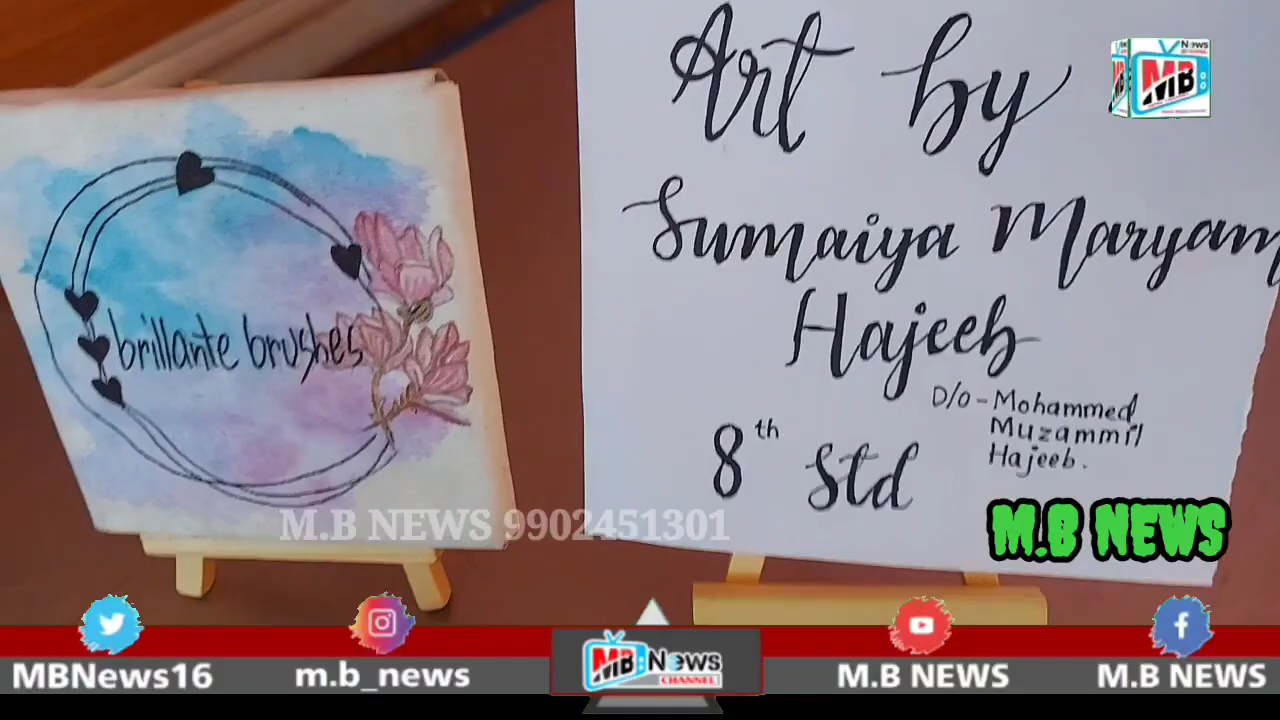 Art by
Sumaiya Maryam
Hajeeb
D/o - Mohammed
Muzammil
Hajeeb.
8th Std
brillante brushes
News
MB
M.B NEWS 9902451301
M.B NEWS
MBNews16
m.b_news
MB News
CHANNEL
M.B NEWS
M.B NEWS